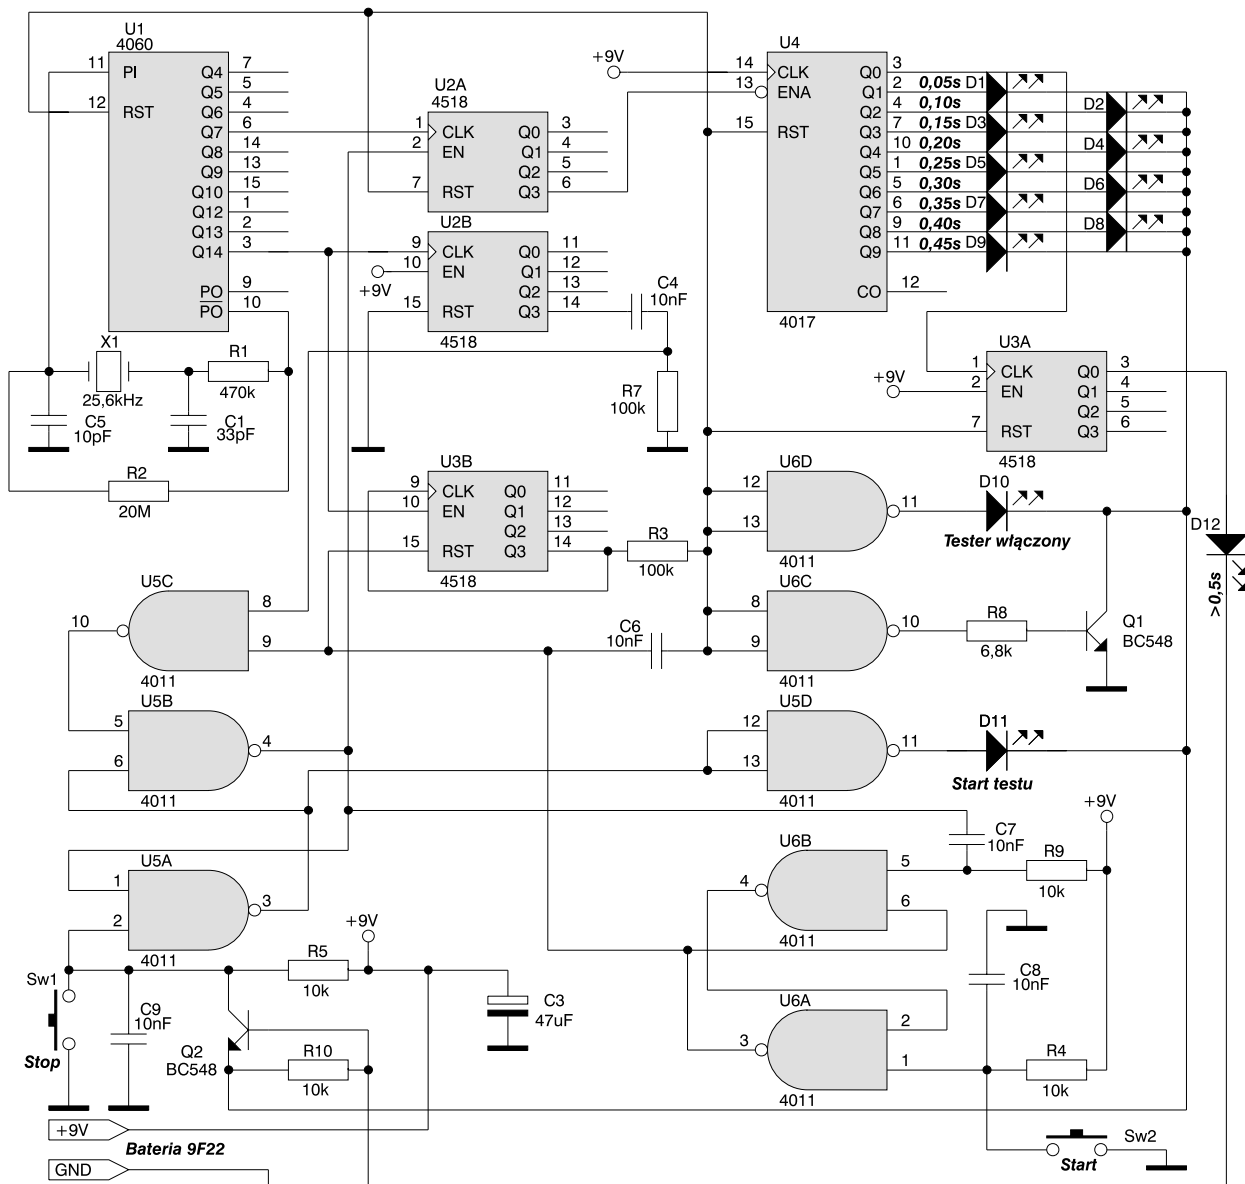 U1
4060
11 PI Q4 7
Q5 5
12 RST Q6 4
Q7 6
Q8 14
Q9 13
Q10 15
Q12 1
Q13 2
Q14 3
PO 9
PO 10
X1
25,6kHz
R1
470k
C5
10pF
C1
33pF
R2
20M
U2A
4518
1 CLK Q0 3
2 EN Q1 4
Q2 5
7 RST Q3 6
U2B
9 CLK Q0 11
10 EN Q1 12
+9V
Q2 13
15 RST Q3 14
4518
C4
10nF
R7
100k
U3B
9 CLK Q0 11
10 EN Q1 12
Q2 13
15 RST Q3 14
4518
R3
100k
U4
+9V
14 CLK Q0 3
13 ENA Q1 2 0,05s D1
Q2 4 0,10s D2
15 RST Q3 7 0,15s D3
Q4 10 0,20s D4
Q5 1 0,25s D5
Q6 5 0,30s D6
Q7 6 0,35s D7
Q8 9 0,40s D8
Q9 11 0,45s D9
CO 12
4017
U3A
+9V
1 CLK Q0 3
2 EN Q1 4
Q2 5
7 RST Q3 6
4518
U6D
12
13
11
4011
D10
Tester włączony
D12
>0,5s
U6C
8
9
10
4011
R8
6,8k
Q1
BC548
C6
10nF
U5C
8
9
10
4011
U5B
5
6
4
4011
U5D
12
13
11
4011
D11
Start testu
+9V
C7
10nF
R9
10k
U6B
5
6
4
4011
U5A
1
2
3
4011
+9V
R5
10k
C3
47uF
C8
10nF
U6A
2
1
3
4011
R4
10k
Sw1
Stop
C9
10nF
Q2
BC548
R10
10k
+9V
Bateria 9F22
GND
Sw2
Start